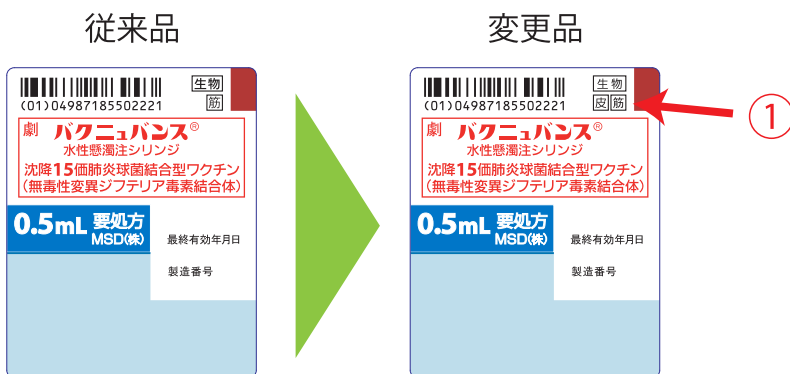 従来品
生物
(01)04987185502221
筋
劇 バクニュバンス®
水性懸濁注シリンジ
沈降15価肺炎球菌結合型ワクチン
(無毒性変異ジフテリア毒素結合体)
0.5mL 要処方
MSD(株)
最終有効年月日
製造番号
変更品
生物
(01)04987185502221
皮 筋
①
劇 バクニュバンス®
水性懸濁注シリンジ
沈降15価肺炎球菌結合型ワクチン
(無毒性変異ジフテリア毒素結合体)
0.5mL 要処方
MSD(株)
最終有効年月日
製造番号